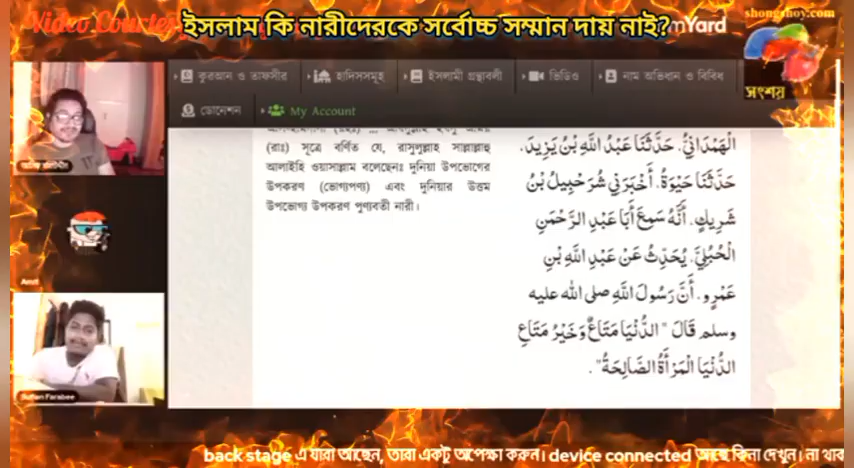 Video Courtesy
ইসলাম কি নারীদেরকে সর্বোচ্চ সম্মান দায় নাই?
mYard
shongshoy.com
সংশয়
কুরআন ও তাফসীর
হাদিসসমূহ
ইসলামী গ্রন্থাবলী
ভিডিও
নাম অভিধান ও বিবিধ
ডোনেশন
My Account
(রাঃ) সূত্রে বর্ণিত যে, রাসুলুল্লাহ সাল্লাল্লাহু
আলাইহি ওয়াসাল্লাম বলেছেনঃ দুনিয়া উপভোগের
উপকরণ (ভোগ্যপণ্য) এবং দুনিয়ার উত্তম
উপভোগ্য উপকরণ পুণ্যবতী নারী।
الْهَمْدَانِيُّ، حَدَّثَنَا عَبْدُ اللَّهِ بْنُ يَزِيدَ،
حَدَّثَنَا حَيْوَةُ، أَخْبَرَنِي شُرَحْبِيلُ بْنُ
شَرِيكٍ، أَنَّهُ سَمِعَ أَبَا عَبْدِ الرَّحْمَنِ
الْحُبُلِيَّ، يُحَدِّثُ عَنْ عَبْدِ اللَّهِ بْنِ
عَمْرٍو، أَنَّ رَسُولَ اللَّهِ صلى الله عليه
وسلم قَالَ " الدُّنْيَا مَتَاعٌ وَخَيْرُ مَتَاعِ
الدُّنْيَا الْمَرْأَةُ الصَّالِحَةُ " .
Amit
Sufian Farabee
back stage এ যারা আছেন, তারা একটু অপেক্ষা করুন। device connected আছে কিনা দেখুন। না থাক